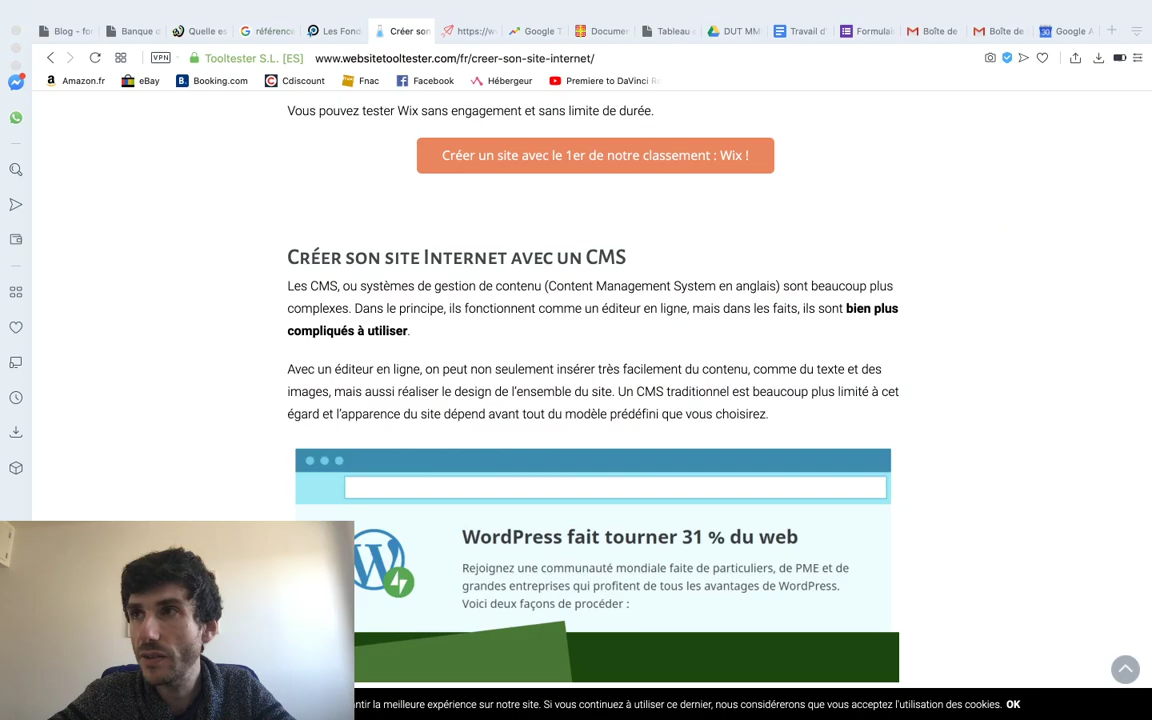 Blog - fo
Banque d
Quelle es
référence
Les Fonc
Créer son
https://w
Google T
Documen
Tableau
DUT MM
Travail d'
Formulai
Boîte de
Boîte de
Google A
VPN
Tooltester S.L. [ES]
www.websitetooltester.com/fr/creer-son-site-internet/
Amazon.fr
eBay
Booking.com
Cdiscount
Fnac
Facebook
Hébergeur
Premiere to DaVinci Re
Vous pouvez tester Wix sans engagement et sans limite de durée.
Créer un site avec le 1er de notre classement : Wix !
Créer son site Internet avec un CMS
Les CMS, ou systèmes de gestion de contenu (Content Management System en anglais) sont beaucoup plus
complexes. Dans le principe, ils fonctionnent comme un éditeur en ligne, mais dans les faits, ils sont bien plus
compliqués à utiliser.
Avec un éditeur en ligne, on peut non seulement insérer très facilement du contenu, comme du texte et des
images, mais aussi réaliser le design de l'ensemble du site. Un CMS traditionnel est beaucoup plus limité à cet
égard et l'apparence du site dépend avant tout du modèle prédéfini que vous choisirez.
WordPress fait tourner 31 % du web
Rejoignez une communauté mondiale faite de particuliers, de PME et de
grandes entreprises qui profitent de tous les avantages de WordPress.
Voici deux façons de procéder :
ntir la meilleure expérience sur notre site. Si vous continuez à utiliser ce dernier, nous considérerons que vous acceptez l'utilisation des cookies. OK